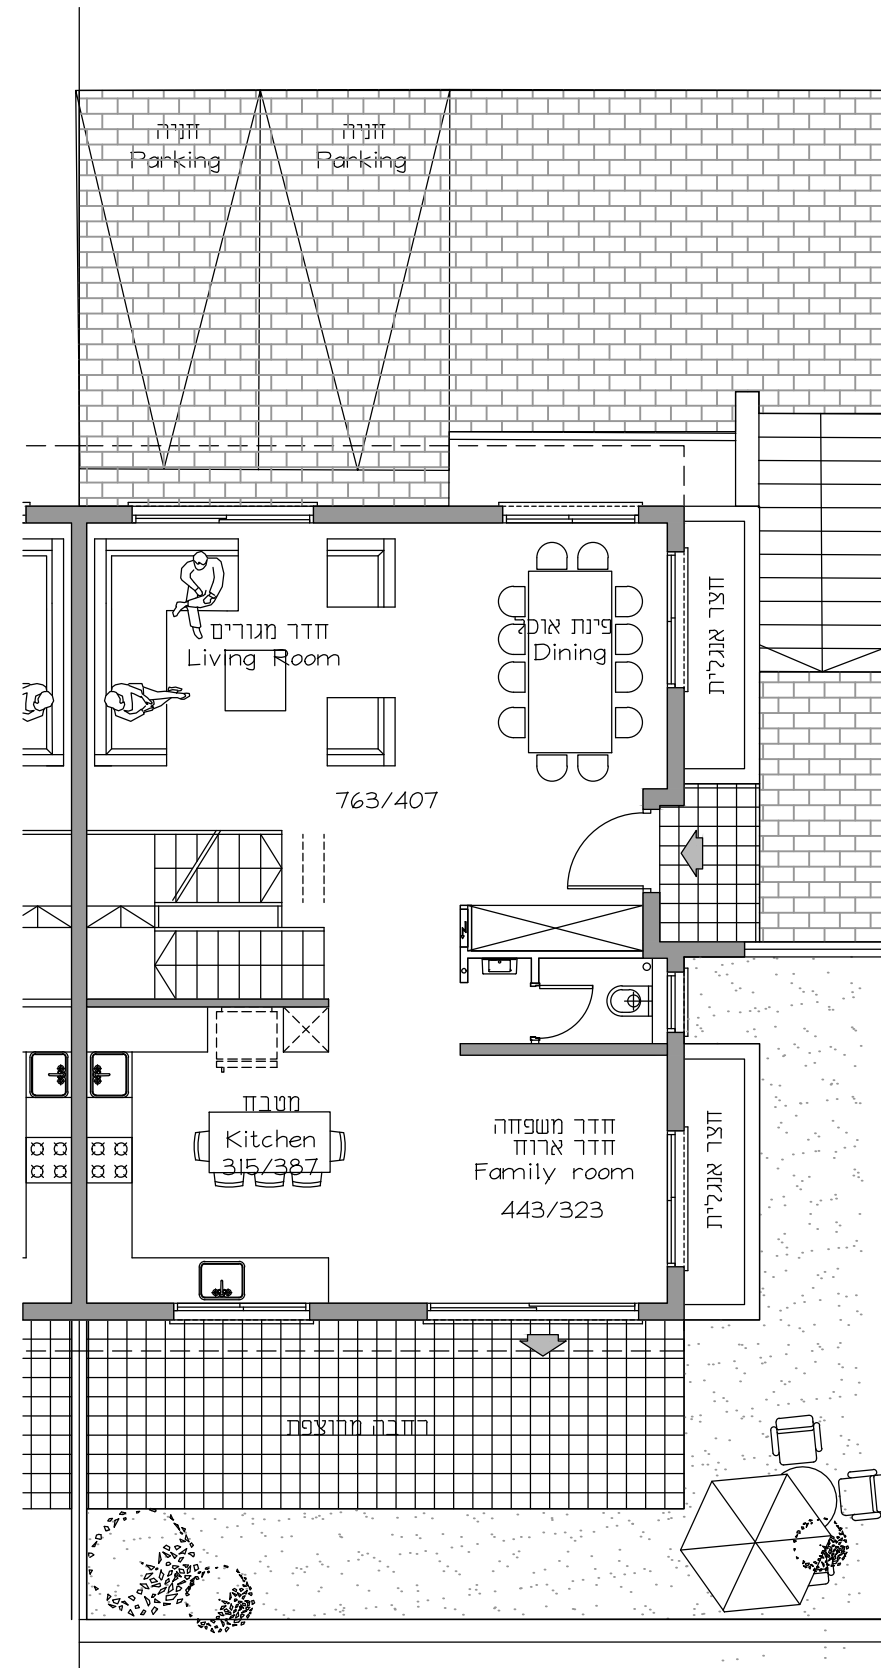 חניה
Parking
חניה
Parking
חדר מגורים
Living Room
פינת אוכל
Dining
חצר אנגלית
763/407
מטבח
Kitchen
315/387
חדר משפחה
חדר ארוח
Family room
443/323
חצר אנגלית
רחבה מרוצפת